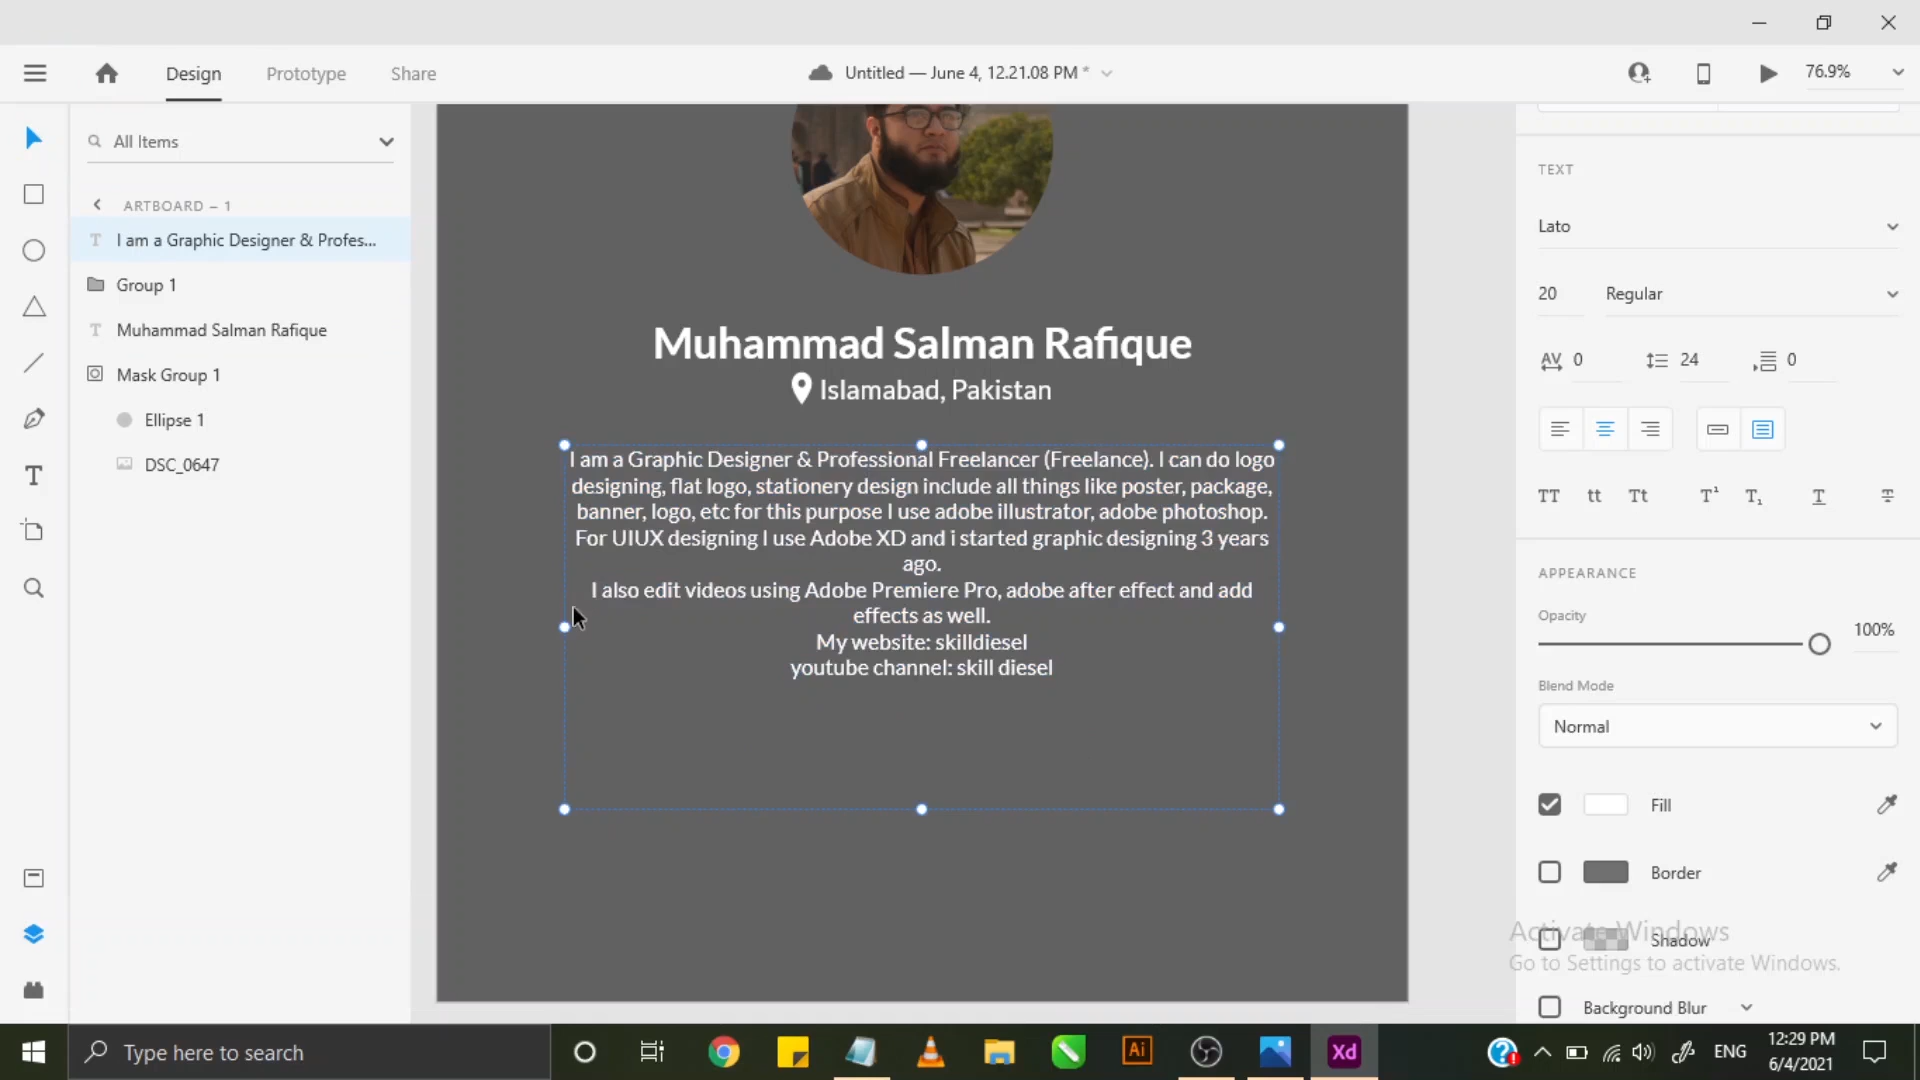 Design
Prototype
Share
Untitled — June 4, 12.21.08 PM *
76.9%
All Items
ARTBOARD – 1
T I am a Graphic Designer & Profes...
Group 1
T Muhammad Salman Rafique
Mask Group 1
Ellipse 1
DSC_0647
T
Muhammad Salman Rafique
Islamabad, Pakistan
I am a Graphic Designer & Professional Freelancer (Freelance). I can do logo
designing, flat logo, stationery design include all things like poster, package,
banner, logo, etc for this purpose I use adobe illustrator, adobe photoshop.
For UIUX designing I use Adobe XD and i started graphic designing 3 years
ago.
I also edit videos using Adobe Premiere Pro, adobe after effect and add
effects as well.
My website: skilldiesel
youtube channel: skill diesel
TEXT
Lato
20 Regular
AV 0 24 0
TT tt Tt T¹ T₁ T T
APPEARANCE
Opacity
100%
Blend Mode
Normal
Fill
Border
Shadow
Activate Windows
Go to Settings to activate Windows.
Background Blur
Type here to search
Ai
Xd
ENG
12:29 PM
6/4/2021